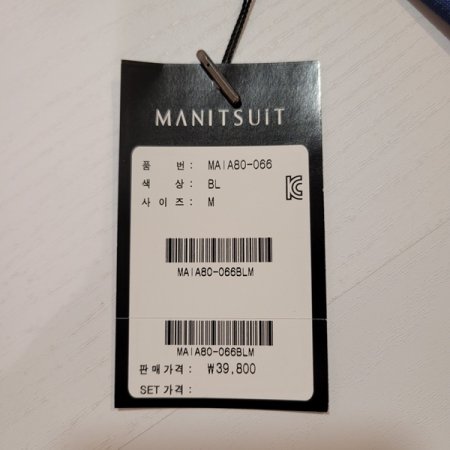 MANITSUIT
품 번 : MAIA80-066
색 상 : BL
사 이 즈 : M
MAIA80-066BLM
MAIA80-066BLM
판매가격 : ₩39,800
SET 가격 :